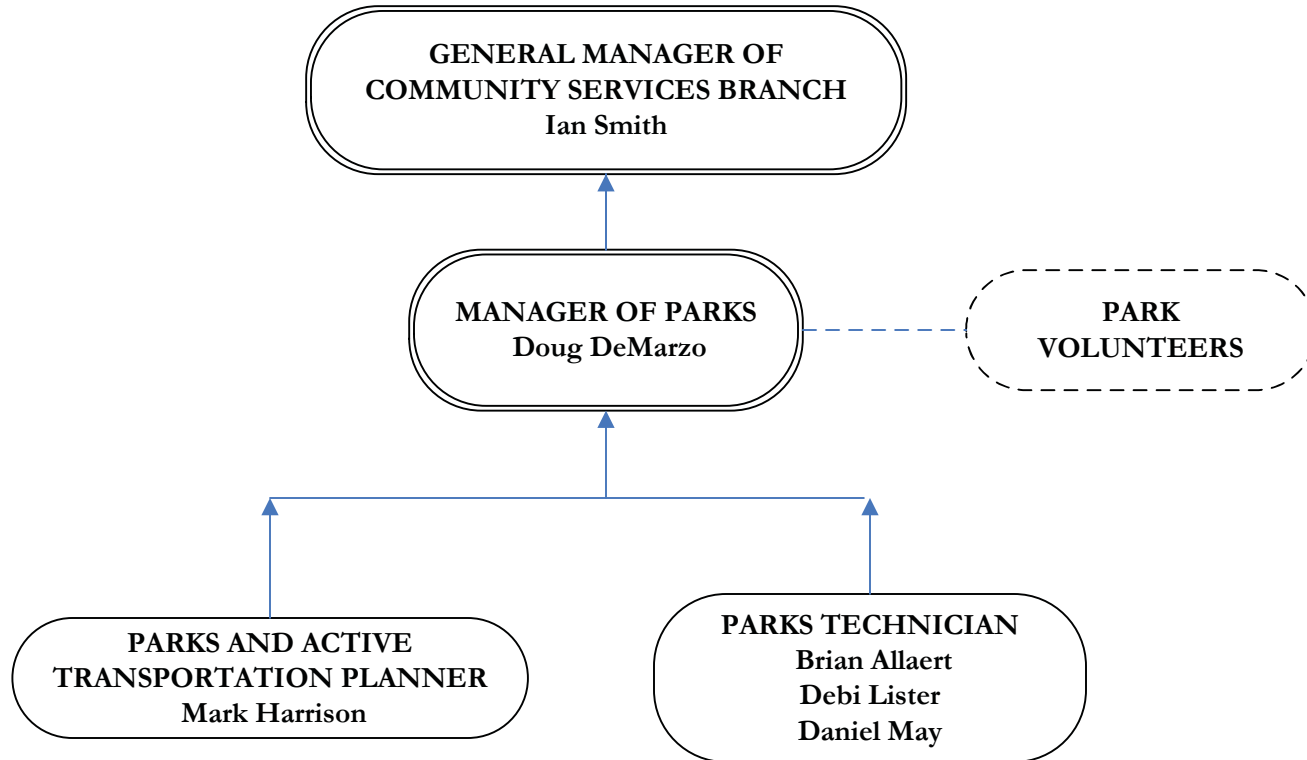 GENERAL MANAGER OF
COMMUNITY SERVICES BRANCH
Ian Smith
MANAGER OF PARKS
Doug DeMarzo
PARK
VOLUNTEERS
PARKS AND ACTIVE
TRANSPORTATION PLANNER
Mark Harrison
PARKS TECHNICIAN
Brian Allaert
Debi Lister
Daniel May